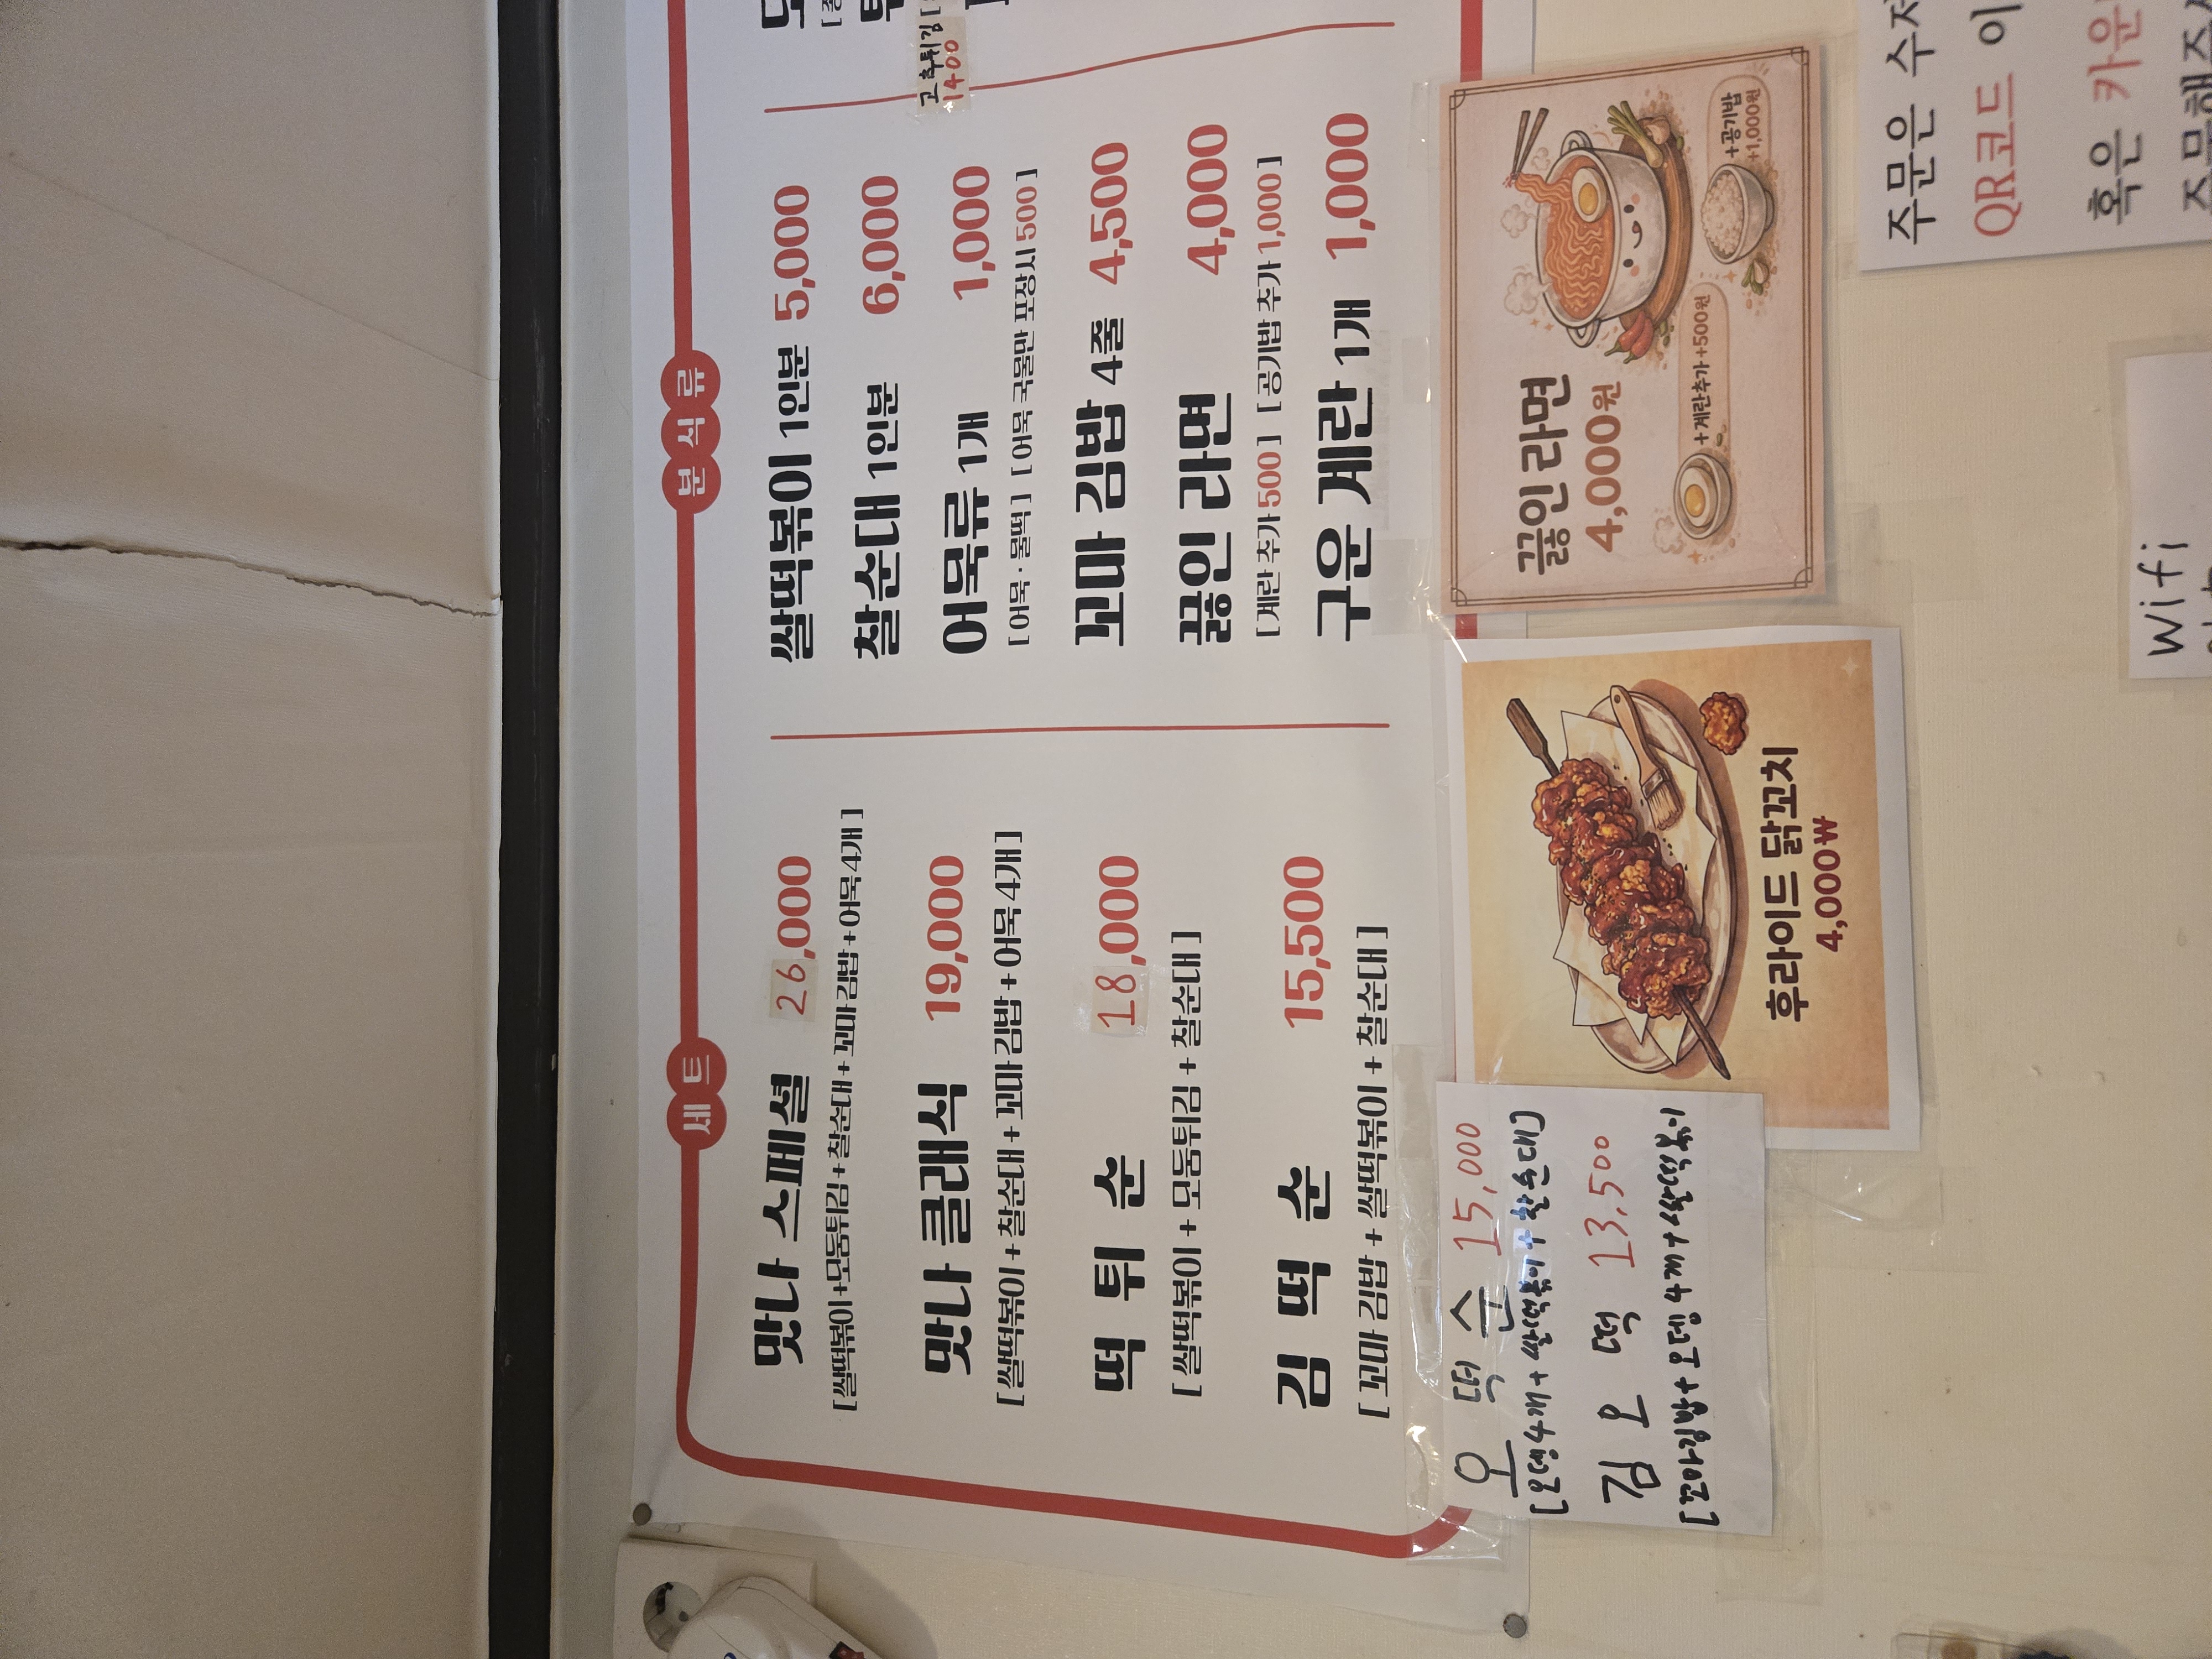 세트
맛나 스페셜 26,000
[쌀떡볶이+모둠튀김+찰순대+꼬마김밥+어묵 4개]
맛나 클래식 19,000
[쌀떡볶이+찰순대+꼬마 김밥+어묵 4개]
떡 튀 순 18,000
[쌀떡볶이 + 모둠튀김 + 찰순대]
김 떡 순 15,500
[꼬마 김밥 + 쌀떡볶이 + 찰순대]
분식류
쌀떡볶이 1인분 5,000
찰순대 1인분 6,000
어묵류 1개 1,000
[어묵·물떡] [어묵 국물만 포장시 500]
꼬마 김밥 4줄 4,500
끓인 라면 4,000
[계란 추가 500] [공기밥 추가 1,000]
구운 계란 1개 1,000
고추튀김
1400
오 떡 순 15,000
[오뎅4개+쌀떡볶이+찰순대]
김 오 떡 13,500
[꼬마김밥+오뎅4개+쌀떡볶이
후라이드 닭꼬치
4,000₩
끓인 라면
4,000원
+계란추가 +500원
+공기밥
+1,000원
주문은
QR코드 이
혹은 카운
wifi